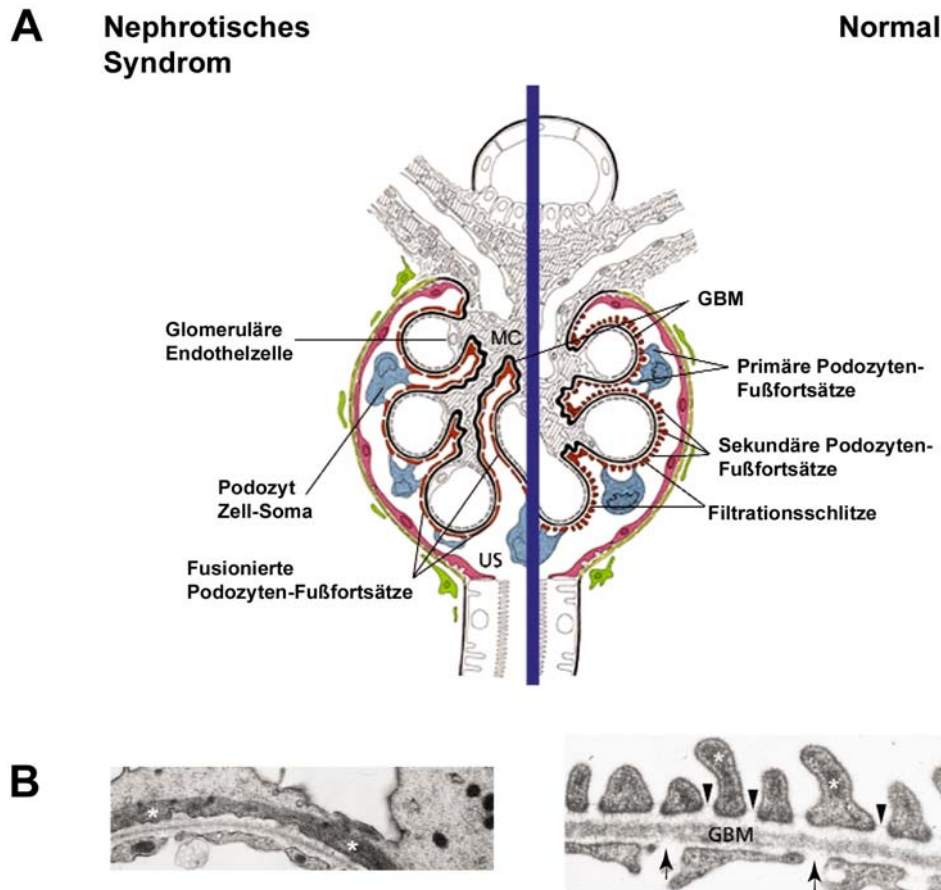 A
Nephrotisches
Syndrom
Normal
MC
GBM
Glomeruläre
Endothelzelle
Primäre Podozyten-
Fußfortsätze
Sekundäre Podozyten-
Fußfortsätze
Podozyt
Zell-Soma
Filtrationsschlitze
US
Fusionierte
Podozyten-Fußfortsätze
B
*
*
*
*
GBM